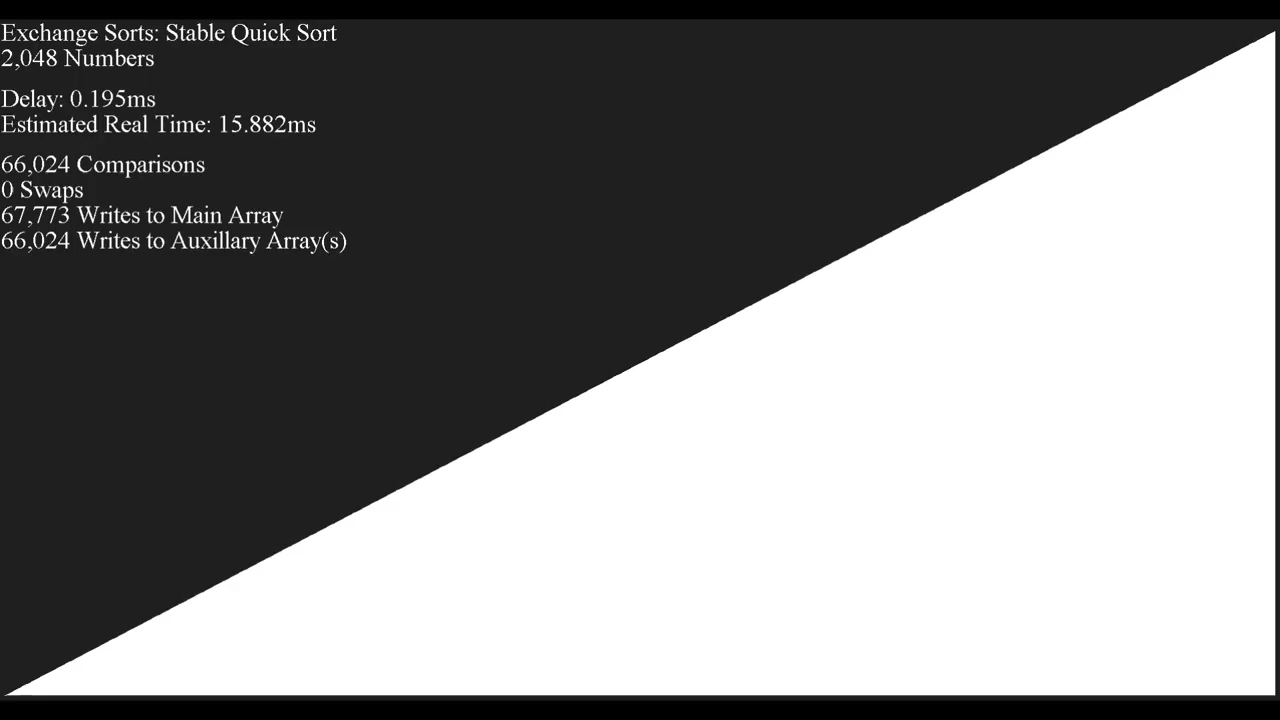 Exchange Sorts: Stable Quick Sort
2,048 Numbers
Delay: 0.195ms
Estimated Real Time: 15.882ms
66,024 Comparisons
0 Swaps
67,773 Writes to Main Array
66,024 Writes to Auxillary Array(s)